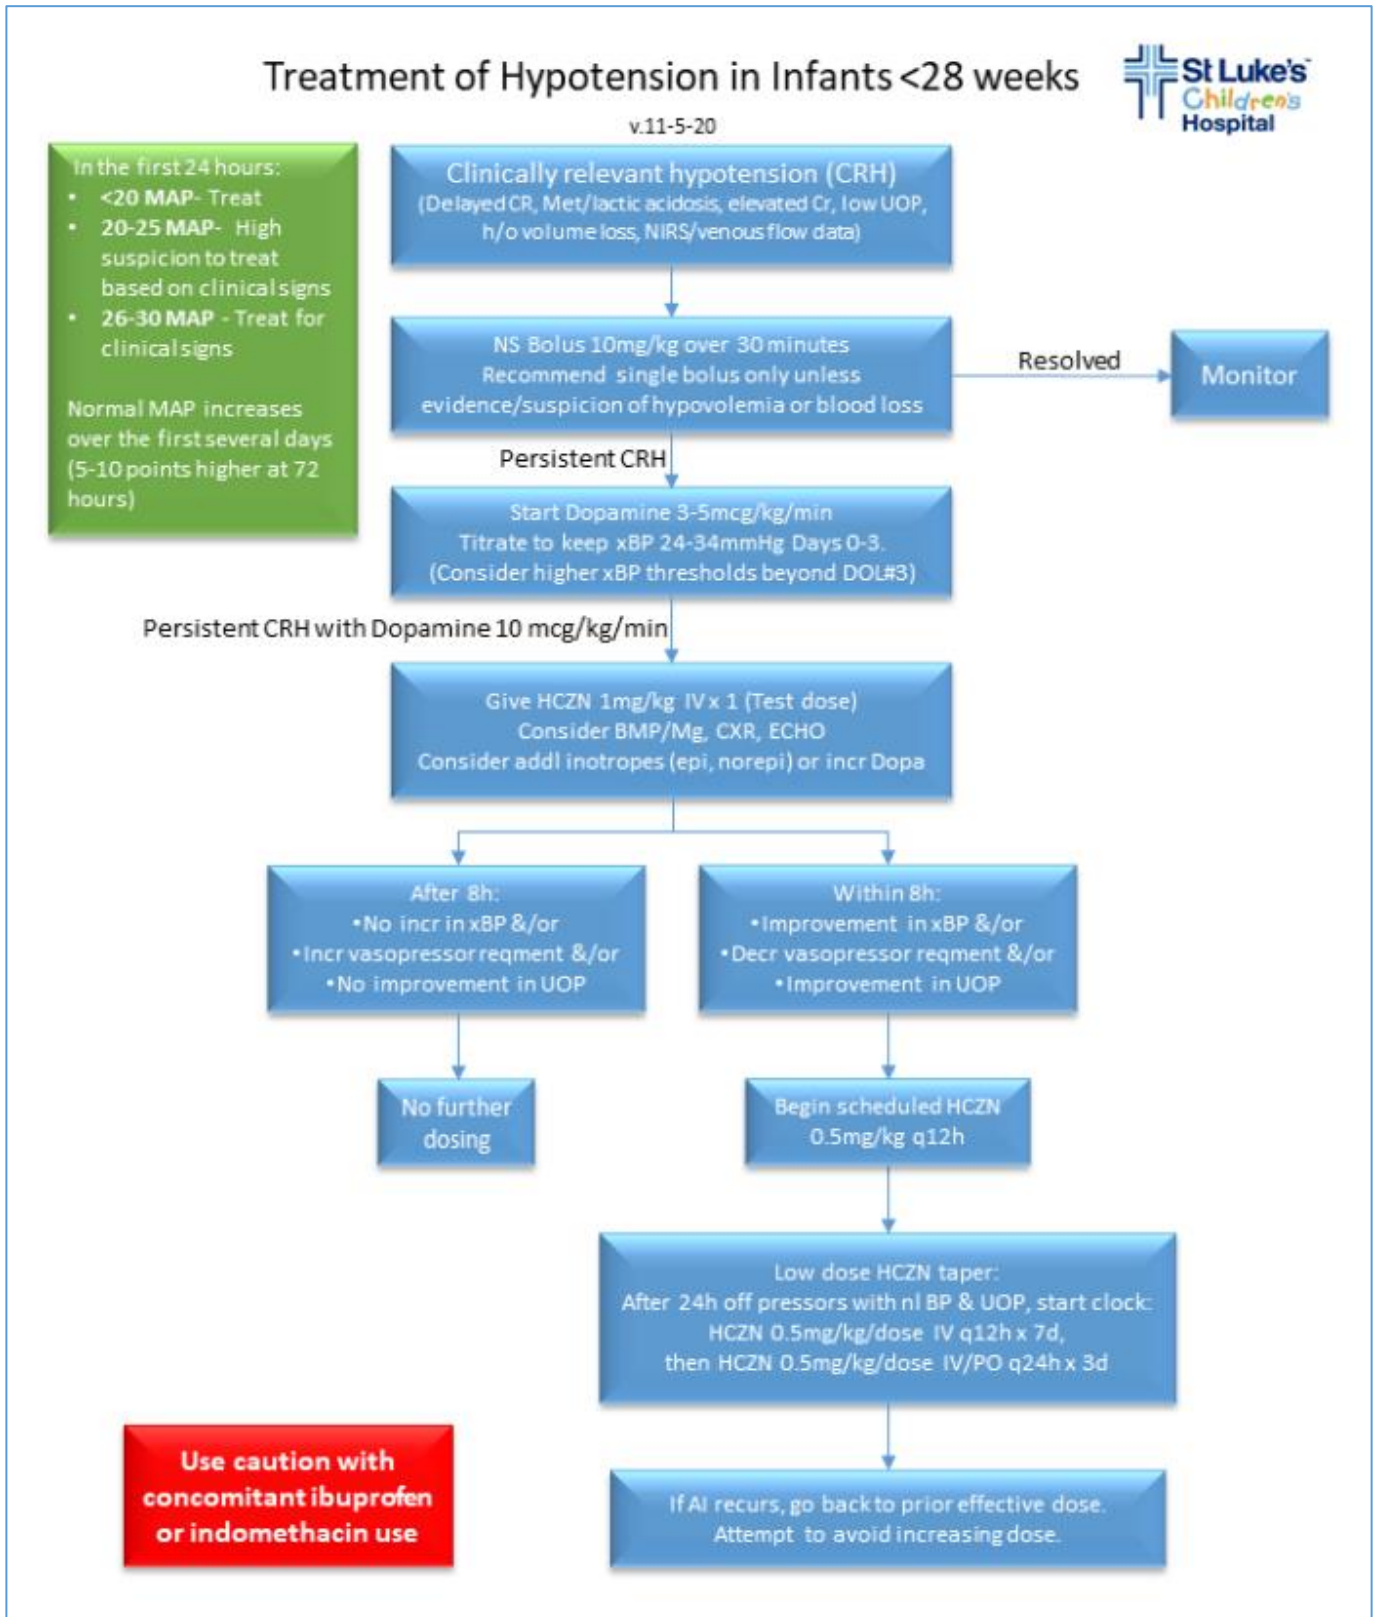 Treatment of Hypotension in Infants <28 weeks
St Luke's
Children's
Hospital
v.11-5-20
In the first 24 hours:
• <20 MAP- Treat
• 20-25 MAP- High
suspicion to treat
based on clinical signs
• 26-30 MAP - Treat for
clinical signs
Normal MAP increases
over the first several days
(5-10 points higher at 72
hours)
Clinically relevant hypotension (CRH)
(Delayed CR, Met/lactic acidosis, elevated Cr, low UOP,
h/o volume loss, NIRS/venous flow data)
NS Bolus 10mg/kg over 30 minutes
Recommend single bolus only unless
evidence/suspicion of hypovolemia or blood loss
Resolved
Monitor
Persistent CRH
Start Dopamine 3-5mcg/kg/min
Titrate to keep xBP 24-34mmHg Days 0-3.
(Consider higher xBP thresholds beyond DOL#3)
Persistent CRH with Dopamine 10 mcg/kg/min
Give HCZN 1mg/kg IV x 1 (Test dose)
Consider BMP/Mg, CXR, ECHO
Consider addl inotropes (epi, norepi) or incr Dopa
After 8h:
•No incr in xBP &/or
•Incr vasopressor reqment &/or
•No improvement in UOP
Within 8h:
•Improvement in xBP &/or
•Decr vasopressor reqment &/or
•Improvement in UOP
No further
dosing
Begin scheduled HCZN
0.5mg/kg q12h
Low dose HCZN taper:
After 24h off pressors with nl BP & UOP, start clock:
HCZN 0.5mg/kg/dose IV q12h x 7d,
then HCZN 0.5mg/kg/dose IV/PO q24h x 3d
Use caution with
concomitant ibuprofen
or indomethacin use
If AI recurs, go back to prior effective dose.
Attempt to avoid increasing dose.